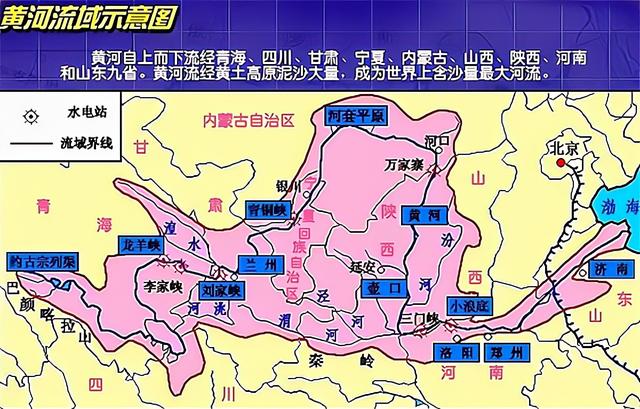 黄河流域示意图
黄河自上而下流经青海、四川、甘肃、宁夏、内蒙古、山西、陕西、河南
和山东九省。黄河流经黄土高原泥沙大量，成为世界上含沙量最大河流。
水电站
流域界线
内蒙古自治区
河套平原
河口
北京
甘
万家寨
山
银川
宁夏回族自治区
渤海
青海
肃
青铜峡
陕西
黄河
汾河
湟水
龙羊峡
约古宗列渠
兰州
延安
济南
巴颜喀拉山
李家峡
刘家峡
壶口
西
小浪底
山东
洮河
泾河
渭河
三门峡
洛阳
郑州
秦岭
河南
四川